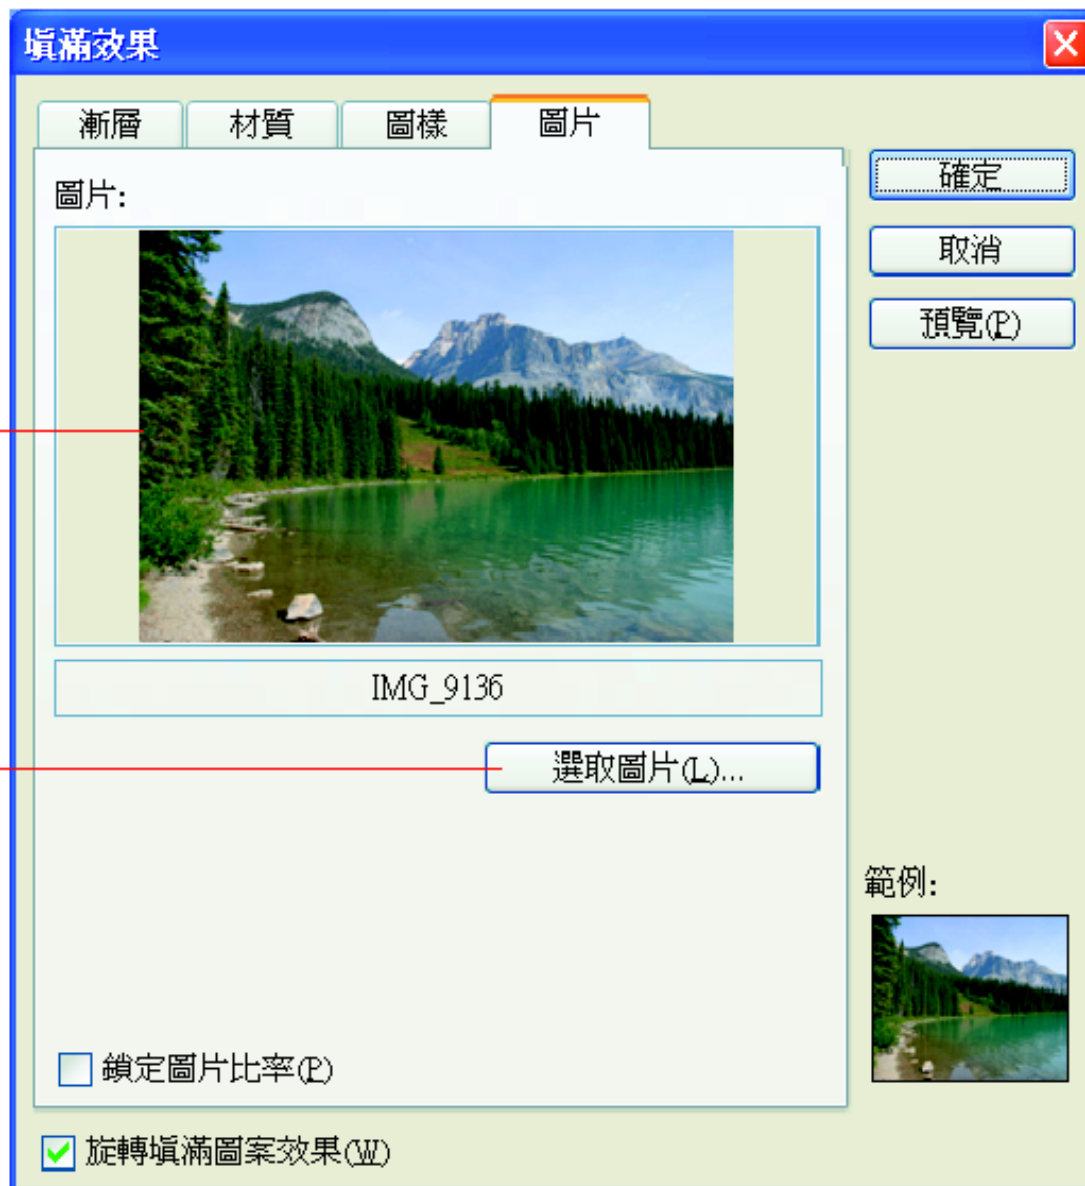 填滿效果
漸層
材質
圖樣
圖片
圖片:
確定
取消
預覽(P)
IMG_9136
選取圖片(L)...
範例:
鎖定圖片比率(P)
旋轉填滿圖案效果(W)